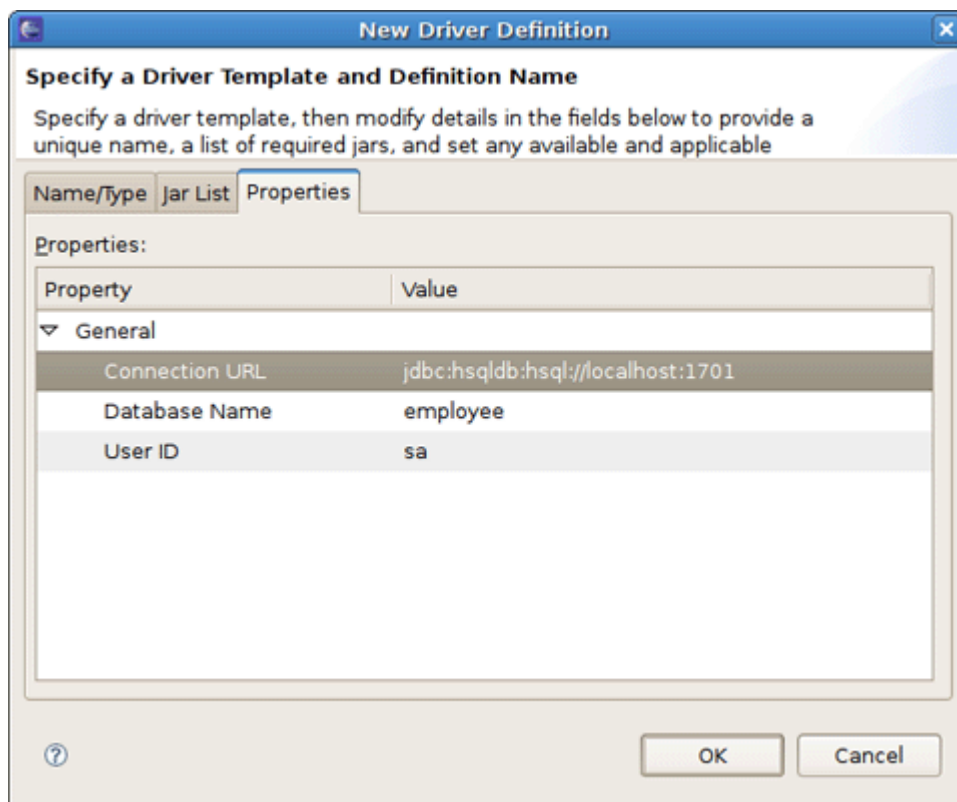 New Driver Definition
Specify a Driver Template and Definition Name
Specify a driver template, then modify details in the fields below to provide a
unique name, a list of required jars, and set any available and applicable
Name/Type Jar List Properties
Properties:
Property Value
General
Connection URL jdbc:hsqldb:hsql://localhost:1701
Database Name employee
User ID sa
OK Cancel